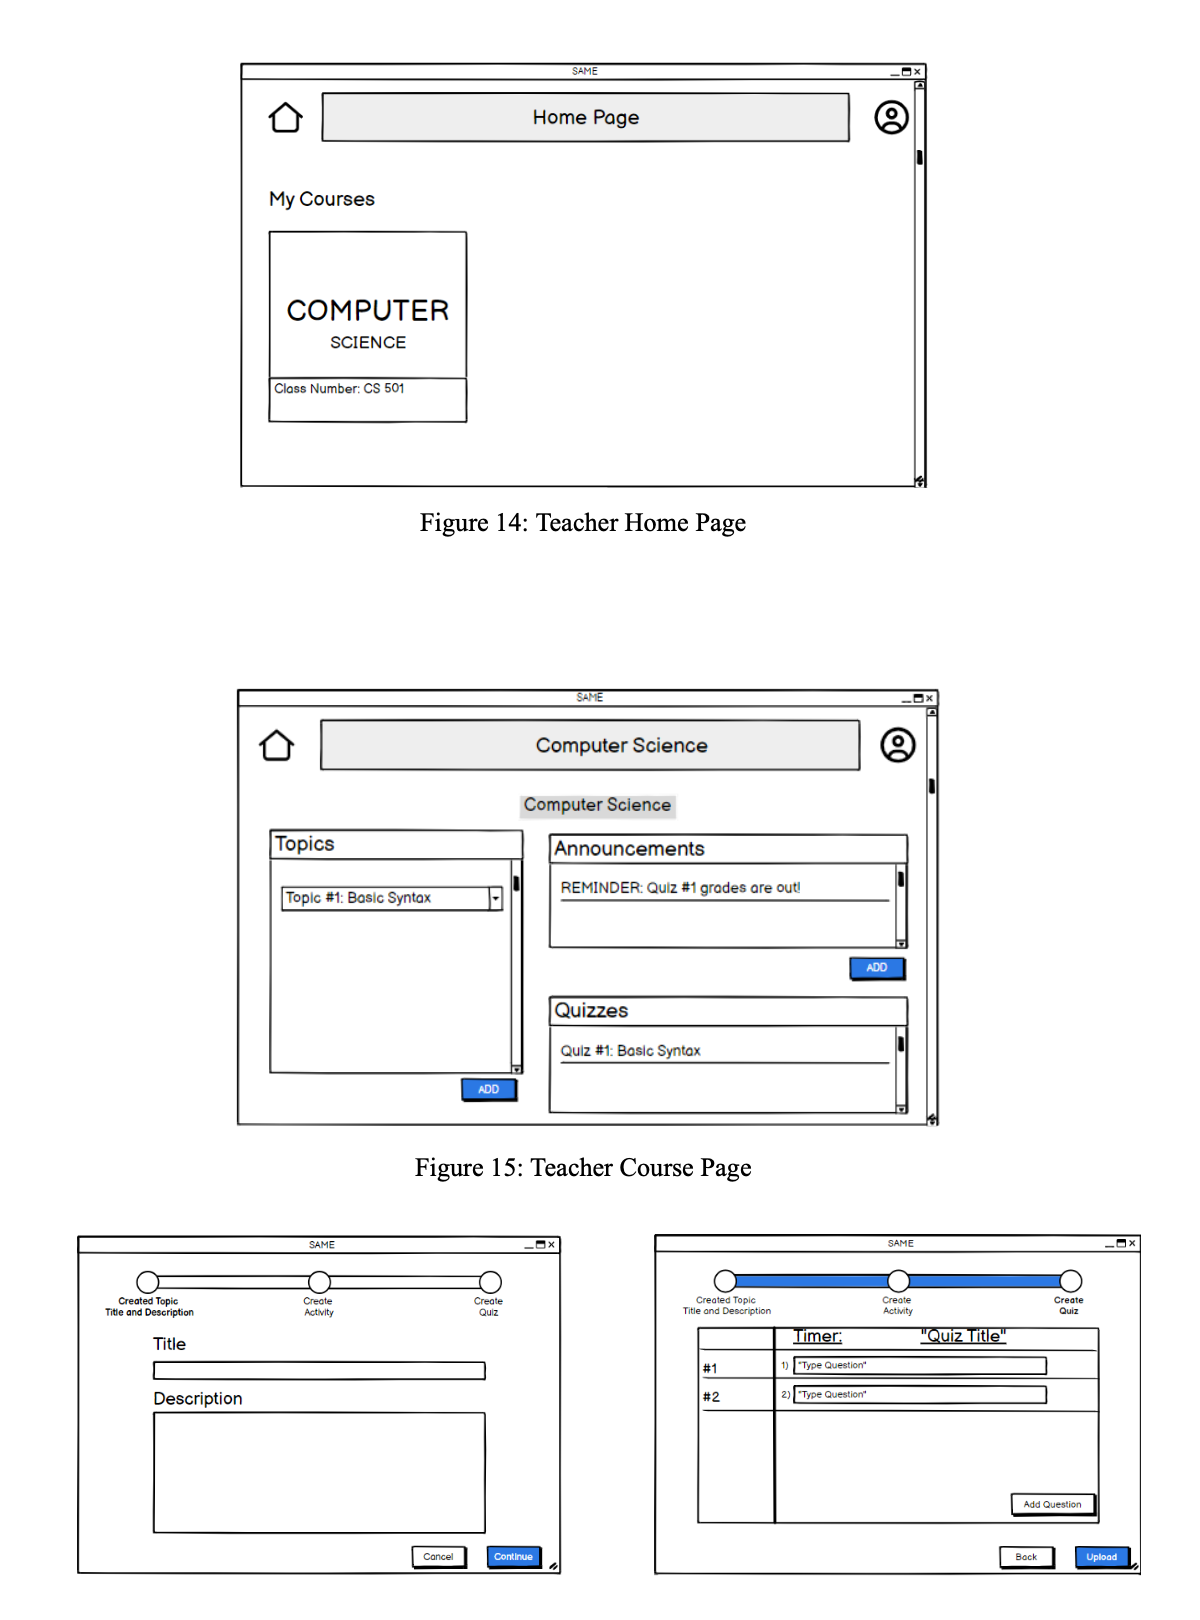 SAME
Home Page
My Courses
COMPUTER
SCIENCE
Class Number: CS 501
Figure 14: Teacher Home Page
SAME
Computer Science
Computer Science
Topics
Topic #1: Basic Syntax
ADD
Announcements
REMINDER: Quiz #1 grades are out!
ADD
Quizzes
Quiz #1: Basic Syntax
Figure 15: Teacher Course Page
SAME
Created Topic
Title and Description
Create
Activity
Create
Quiz
Title
Description
Cancel
Continue
SAME
Created Topic
Title and Description
Create
Activity
Create
Quiz
Timer: "Quiz Title"
#1 1) "Type Question"
#2 2) "Type Question"
Add Question
Back
Upload